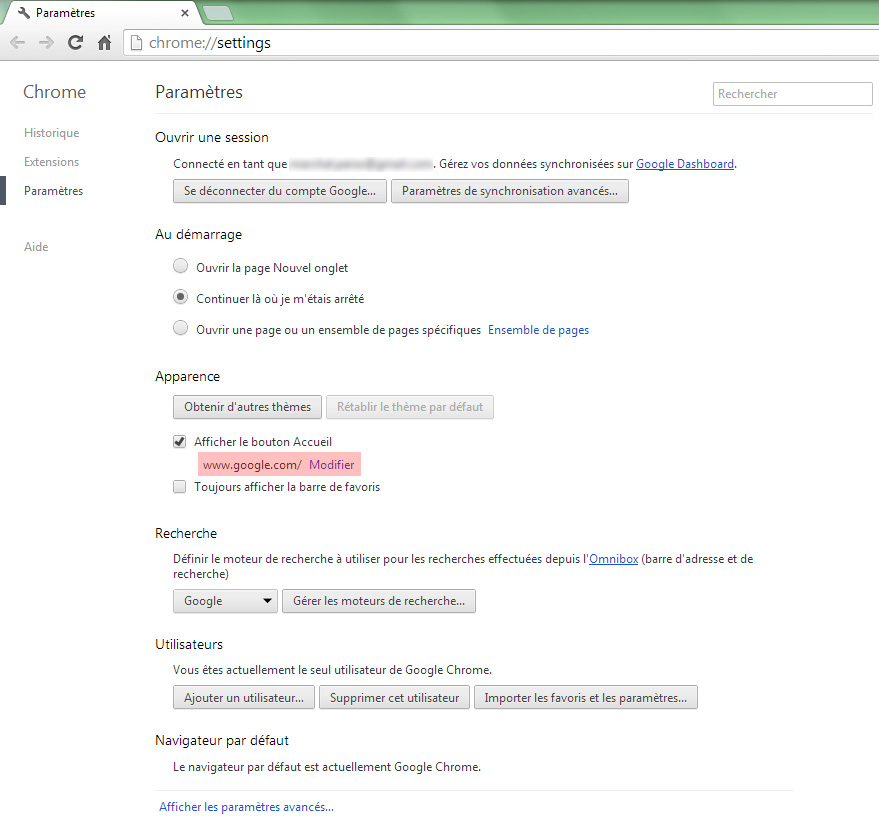 Paramètres
chrome://settings
Chrome
Paramètres
Rechercher
Historique
Extensions
Paramètres
Aide
Ouvrir une session
Connecté en tant que . Gérez vos données synchronisées sur Google Dashboard.
Se déconnecter du compte Google...
Paramètres de synchronisation avancés...
Au démarrage
Ouvrir la page Nouvel onglet
Continuer là où je m'étais arrêté
Ouvrir une page ou un ensemble de pages spécifiques Ensemble de pages
Apparence
Obtenir d'autres thèmes
Rétablir le thème par défaut
Afficher le bouton Accueil
www.google.com/ Modifier
Toujours afficher la barre de favoris
Recherche
Définir le moteur de recherche à utiliser pour les recherches effectuées depuis l'Omnibox (barre d'adresse et de
recherche)
Google
Gérer les moteurs de recherche...
Utilisateurs
Vous êtes actuellement le seul utilisateur de Google Chrome.
Ajouter un utilisateur...
Supprimer cet utilisateur
Importer les favoris et les paramètres...
Navigateur par défaut
Le navigateur par défaut est actuellement Google Chrome.
Afficher les paramètres avancés...